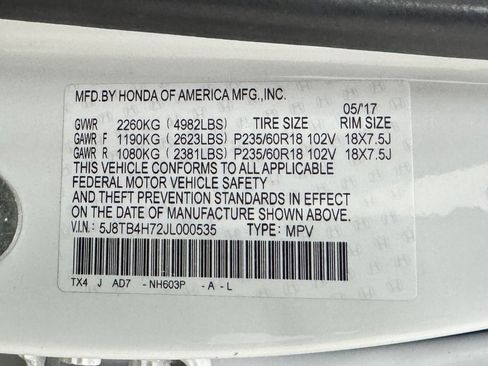 MFD.BY HONDA OF AMERICA MFG.,INC.
05/'17
GVWR 2260KG (4982LBS) TIRE SIZE RIM SIZE
GAWR F 1190KG (2623LBS) P235/60R18 102V 18X7.5J
GAWR R 1080KG (2381LBS) P235/60R18 102V 18X7.5J
THIS VEHICLE CONFORMS TO ALL APPLICABLE
FEDERAL MOTOR VEHICLE SAFETY
AND THEFT PREVENTION STANDARDS IN EFFECT
ON THE DATE OF MANUFACTURE SHOWN ABOVE.
V.I.N.: 5J8TB4H72JL000535 TYPE: MPV
TX4 J AD7 -NH603P -A-L